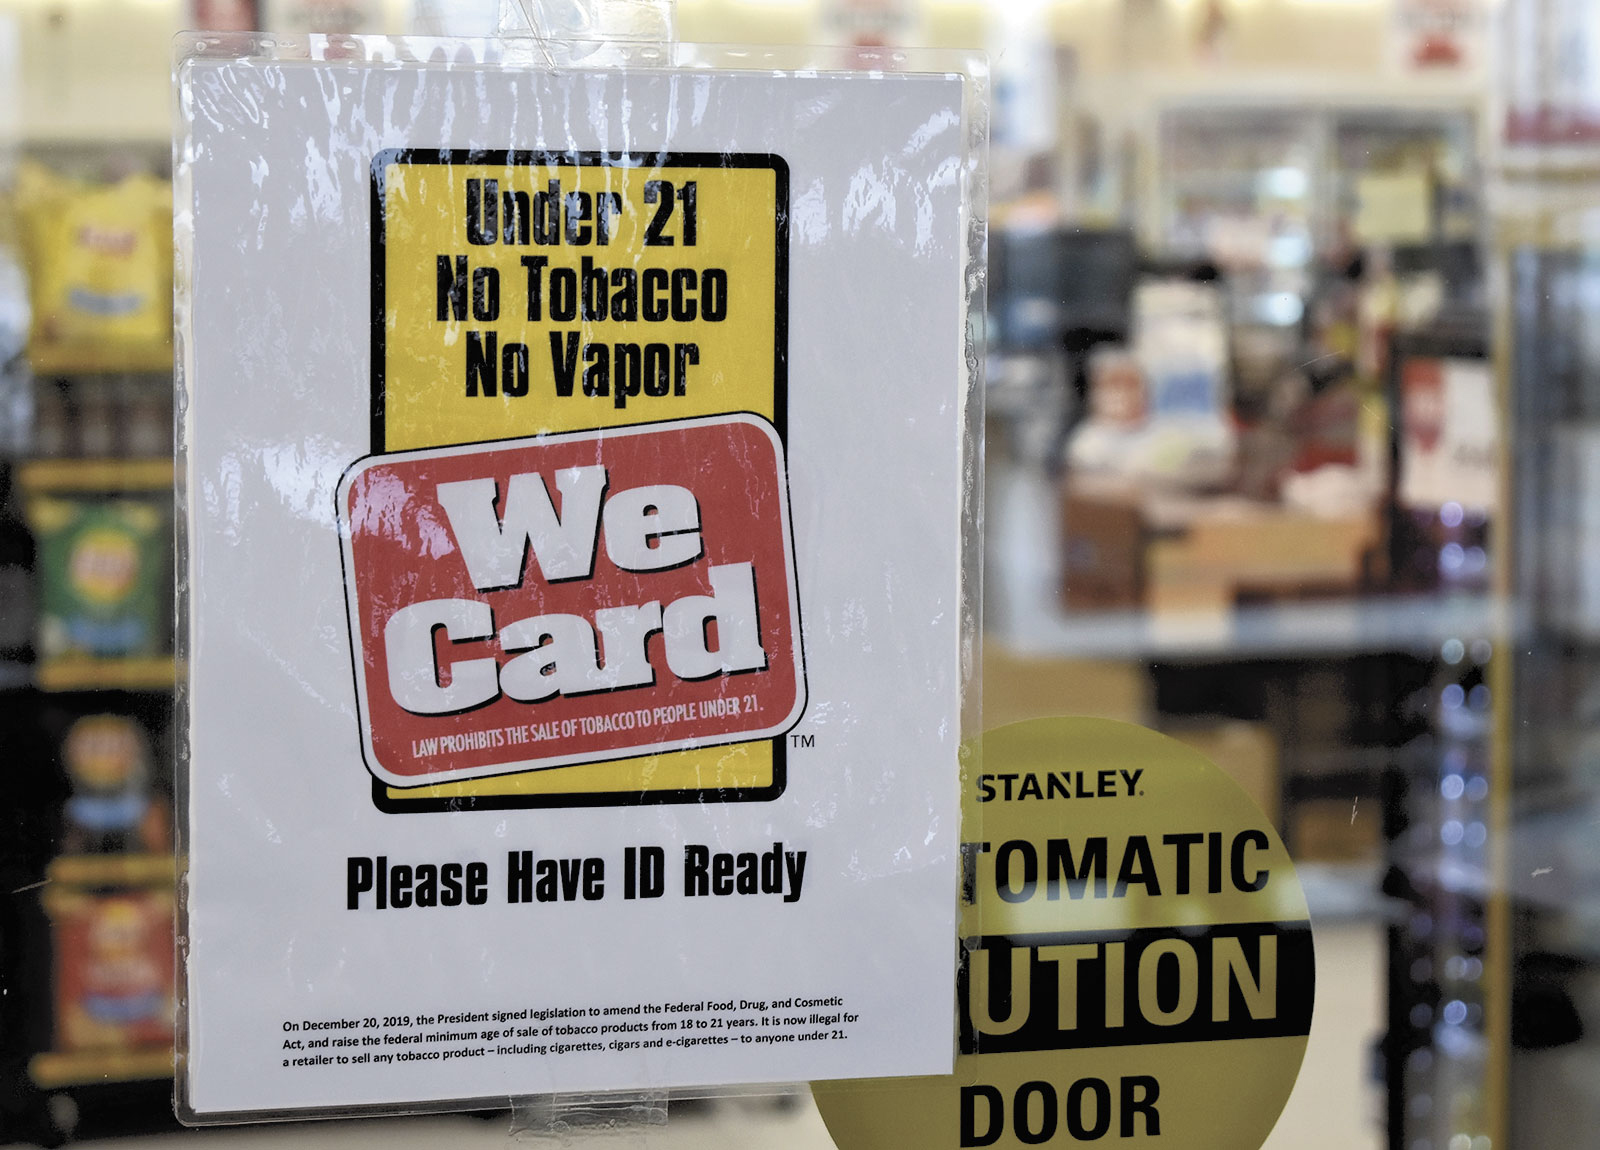 Under 21
No Tobacco
No Vapor
We
Card
LAW PROHIBITS THE SALE OF TOBACCO TO PEOPLE UNDER 21.
TM
Please Have ID Ready
On December 20, 2019, the President signed legislation to amend the Federal Food, Drug, and Cosmetic
Act, and raise the federal minimum age of sale of tobacco products from 18 to 21 years. It is now illegal for
a retailer to sell any tobacco product – including cigarettes, cigars and e-cigarettes – to anyone under 21.
STANLEY.
TOMATIC
UTION
DOOR